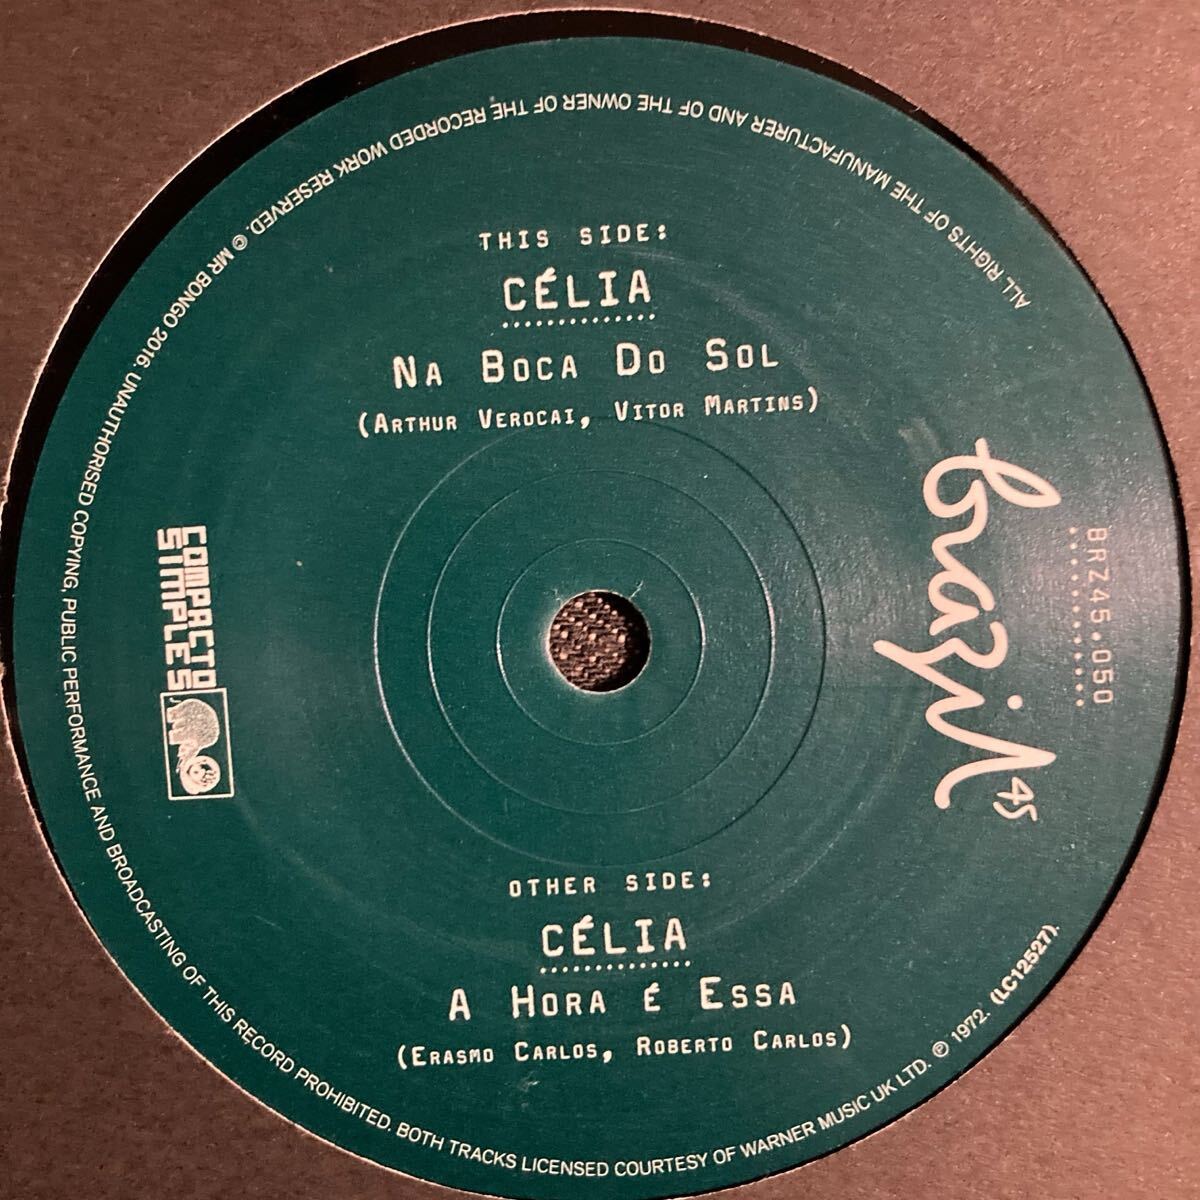 THIS SIDE:
CÉLIA
NA BOCA DO SOL
(ARTHUR VEROCAI, VITOR MARTINS)
brazil 45
BRZ45.050
COMPACTO
SIMPLES
OTHER SIDE:
CÉLIA
A HORA É ESSA
(ERASMO CARLOS, ROBERTO CARLOS)
ALL RIGHTS OF THE MANUFACTURER AND OF THE OWNER OF THE RECORDED WORK RESERVED. © MR BONGO 2016. UNAUTHORISED COPYING, PUBLIC PERFORMANCE AND BROADCASTING OF THIS RECORD PROHIBITED. BOTH TRACKS LICENSED COURTESY OF WARNER MUSIC UK LTD. ℗ 1972. (LC12527).